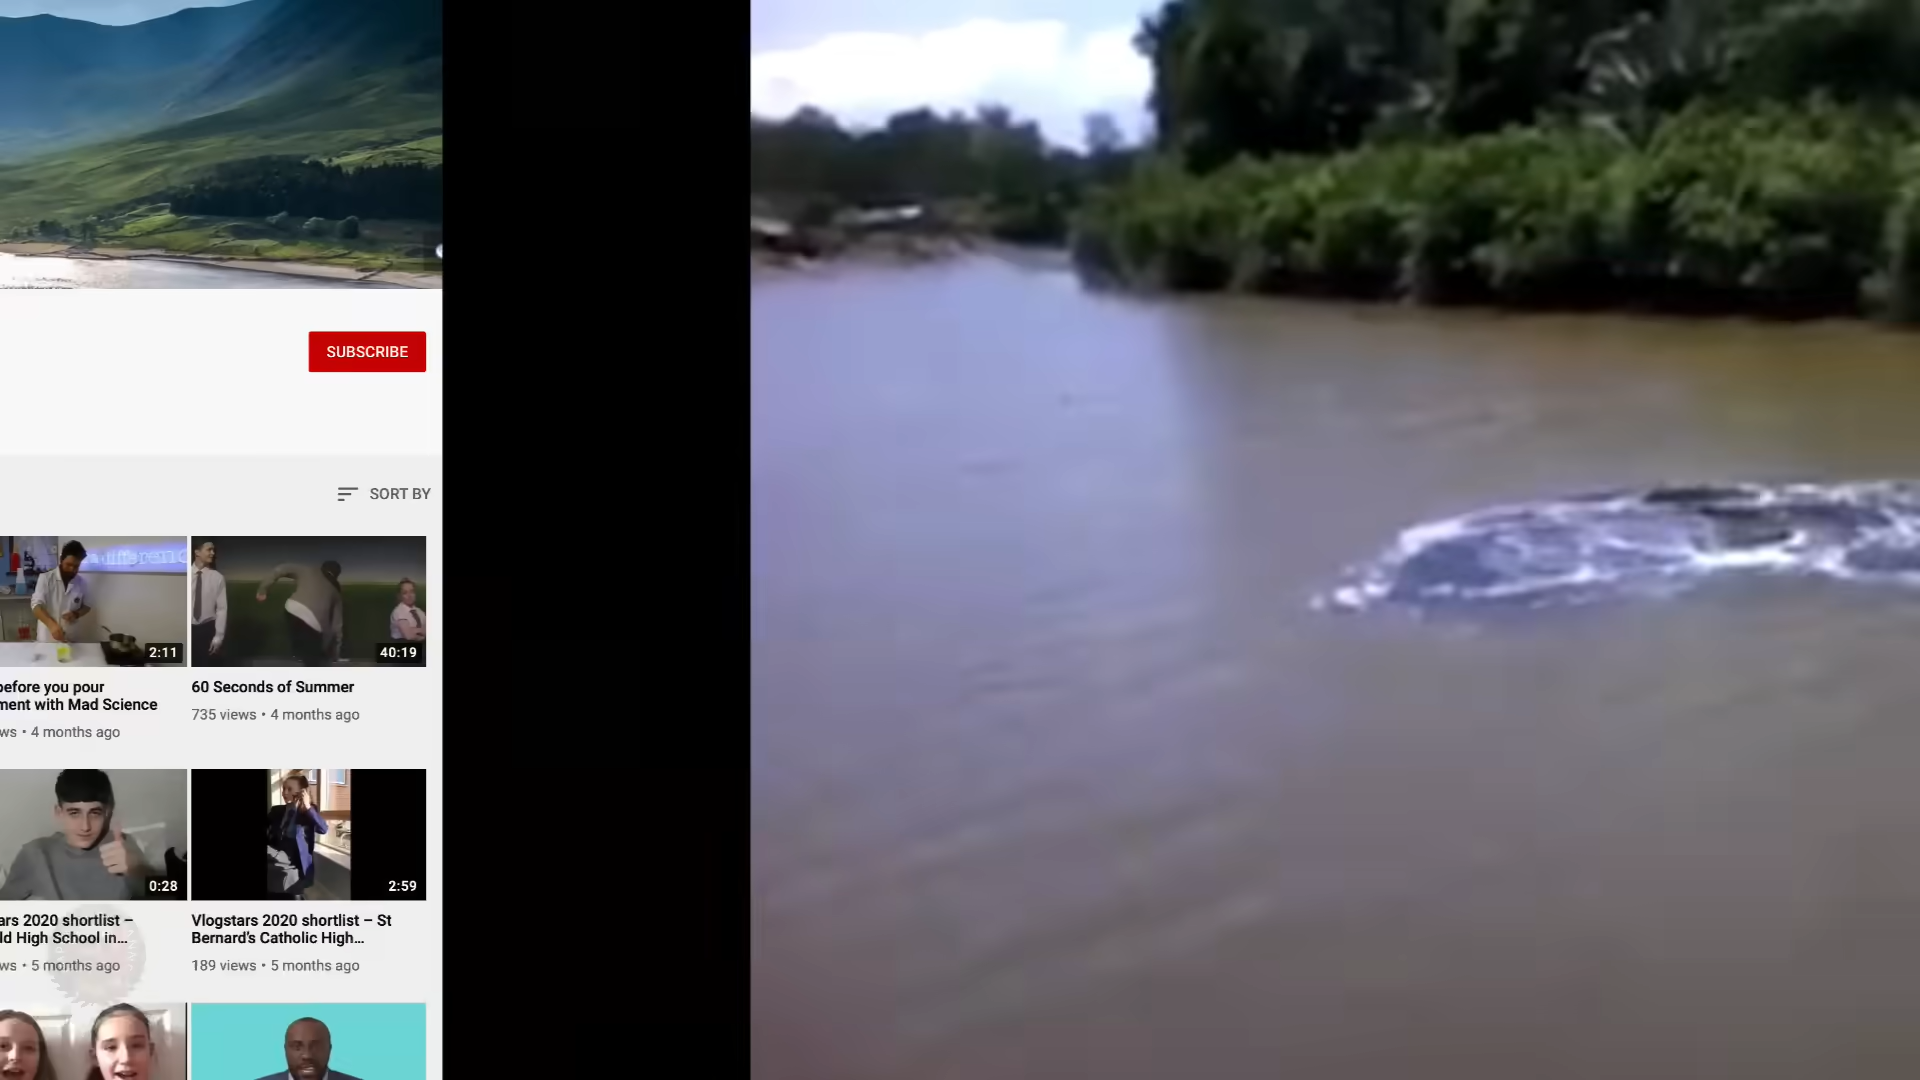 SUBSCRIBE
SORT BY
a difference
2:11
40:19
before you pour
60 Seconds of Summer
ment with Mad Science
735 views • 4 months ago
ws • 4 months ago
0:28
2:59
ars 2020 shortlist –
Vlogstars 2020 shortlist – St
ld High School in...
Bernard's Catholic High...
ws • 5 months ago
189 views • 5 months ago